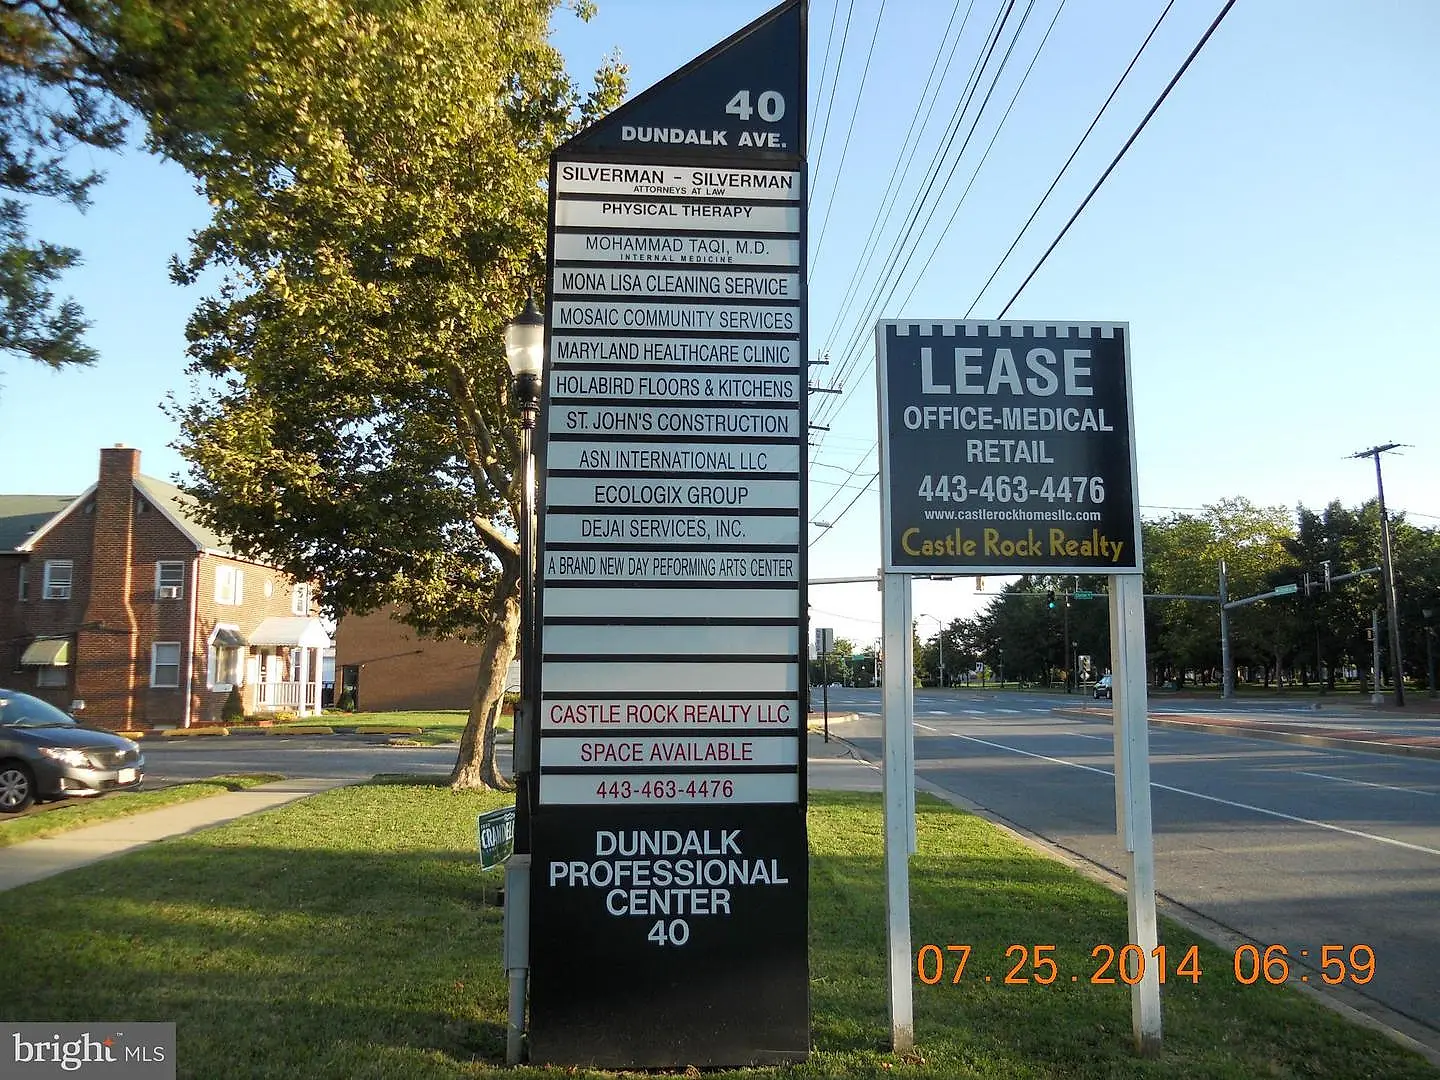 40
DUNDALK AVE.
SILVERMAN - SILVERMAN
ATTORNEYS AT LAW
PHYSICAL THERAPY
MOHAMMAD TAQI, M.D.
INTERNAL MEDICINE
MONA LISA CLEANING SERVICE
MOSAIC COMMUNITY SERVICES
MARYLAND HEALTHCARE CLINIC
HOLABIRD FLOORS & KITCHENS
ST. JOHN'S CONSTRUCTION
ASN INTERNATIONAL LLC
ECOLOGIX GROUP
DEJAI SERVICES, INC.
A BRAND NEW DAY PEFORMING ARTS CENTER
CASTLE ROCK REALTY LLC
SPACE AVAILABLE
443-463-4476
DUNDALK
PROFESSIONAL
CENTER
40
LEASE
OFFICE-MEDICAL
RETAIL
443-463-4476
www.castlerockhomesllc.com
Castle Rock Realty
07.25.2014 06:59
bright™ MLS